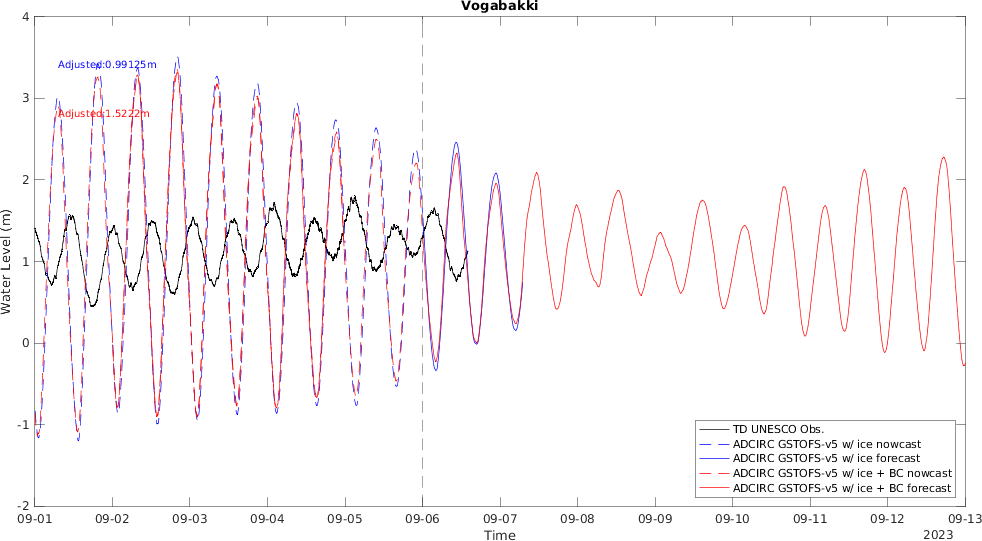 Vogabakki
4
3
2
1
0
-1
-2
Water Level (m)
Adjusted:0.99125m
Adjusted:1.5222m
TD UNESCO Obs.
ADCIRC GSTOFS-v5 w/ ice nowcast
ADCIRC GSTOFS-v5 w/ ice forecast
ADCIRC GSTOFS-v5 w/ ice + BC nowcast
ADCIRC GSTOFS-v5 w/ ice + BC forecast
09-01 09-02 09-03 09-04 09-05 09-06 09-07 09-08 09-09 09-10 09-11 09-12 09-13
Time
2023